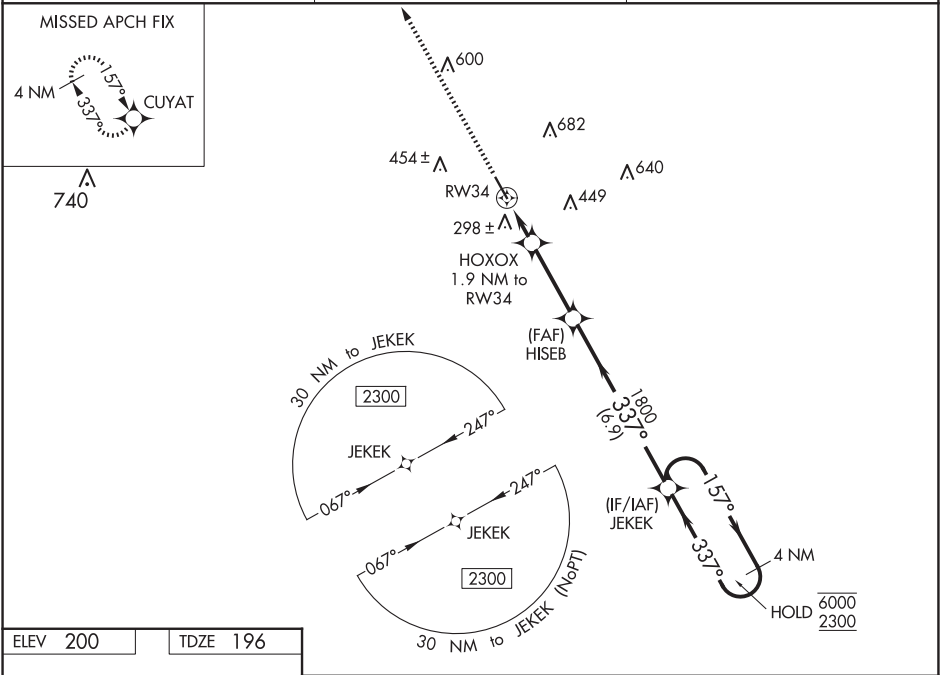 MISSED APCH FIX
4 NM
157°
337°
CUYAT
740
600
682
454 ±
640
RW34
449
298 ±
HOXOX
1.9 NM to
RW34
(FAF)
HISEB
1800
337°
(6.9)
30 NM to JEKEK
2300
247°
JEKEK
067°
247°
067°
JEKEK
2300
30 NM to JEKEK (NoPT)
(IF/IAF)
JEKEK
157°
337°
4 NM
HOLD
6000
2300
ELEV 200
TDZE 196